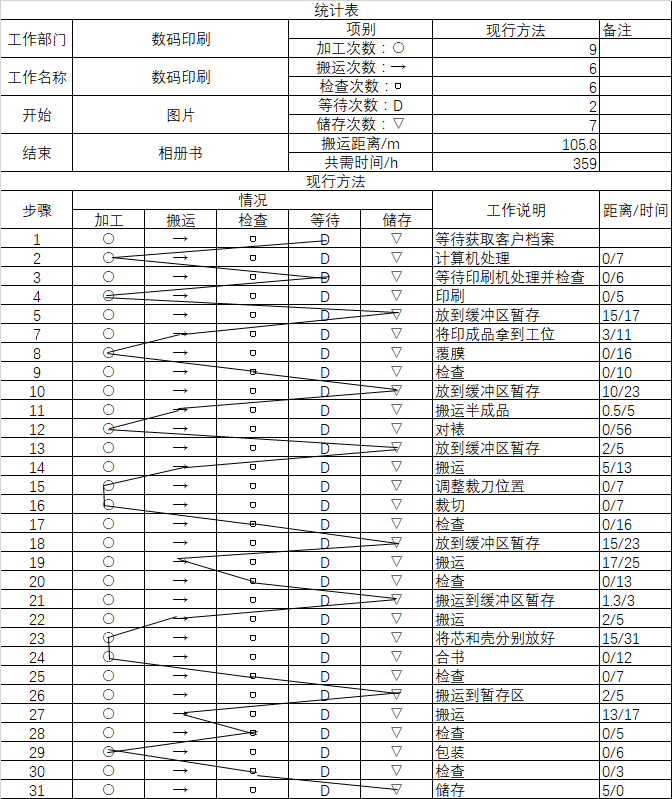 统计表
工作部门 数码印刷 项别 现行方法 备注
加工次数：○ 9
工作名称 数码印刷 搬运次数：→ 6
检查次数：□ 6
开始 图片 等待次数：D 2
储存次数：▽ 7
结束 相册书 搬运距离/m 105.8
共需时间/h 359
现行方法
步骤 情况 工作说明 距离/时间
加工 搬运 检查 等待 储存
1 ○ → □ D ▽ 等待获取客户档案
2 ○ → □ D ▽ 计算机处理 0/7
3 ○ → □ D ▽ 等待印刷机处理并检查 0/6
4 ○ → □ D ▽ 印刷 0/5
5 ○ → □ D ▽ 放到缓冲区暂存 15/17
7 ○ → □ D ▽ 将印成品拿到工位 3/11
8 ○ → □ D ▽ 覆膜 0/16
9 ○ → □ D ▽ 检查 0/10
10 ○ → □ D ▽ 放到缓冲区暂存 10/23
11 ○ → □ D ▽ 搬运半成品 0.5/5
12 ○ → □ D ▽ 对裱 0/56
13 ○ → □ D ▽ 放到缓冲区暂存 2/5
14 ○ → □ D ▽ 搬运 5/13
15 ○ → □ D ▽ 调整裁刀位置 0/7
16 ○ → □ D ▽ 裁切 0/7
17 ○ → □ D ▽ 检查 0/16
18 ○ → □ D ▽ 放到缓冲区暂存 15/23
19 ○ → □ D ▽ 搬运 17/25
20 ○ → □ D ▽ 检查 0/13
21 ○ → □ D ▽ 搬运到缓冲区暂存 1.3/3
22 ○ → □ D ▽ 搬运 2/5
23 ○ → □ D ▽ 将芯和壳分别放好 15/31
24 ○ → □ D ▽ 合书 0/12
25 ○ → □ D ▽ 检查 0/7
26 ○ → □ D ▽ 搬运到暂存区 2/5
27 ○ → □ D ▽ 搬运 13/17
28 ○ → □ D ▽ 检查 0/5
29 ○ → □ D ▽ 包装 0/6
30 ○ → □ D ▽ 检查 0/3
31 ○ → □ D ▽ 储存 5/0